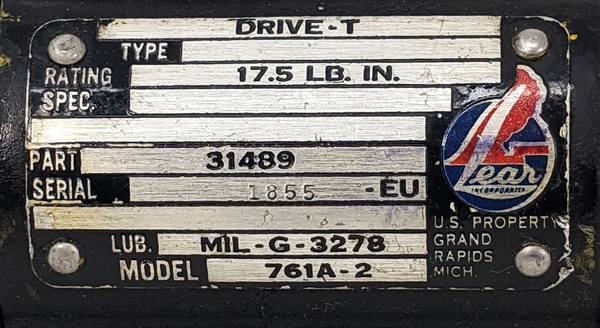 DRIVE-T
TYPE
RATING 17.5 LB. IN.
SPEC.
PART 31489
SERIAL 1855 -EU
Lear
INCORPORATED
U.S. PROPERTY
GRAND
RAPIDS
MICH.
LUB. MIL-G-3278
MODEL 761A-2